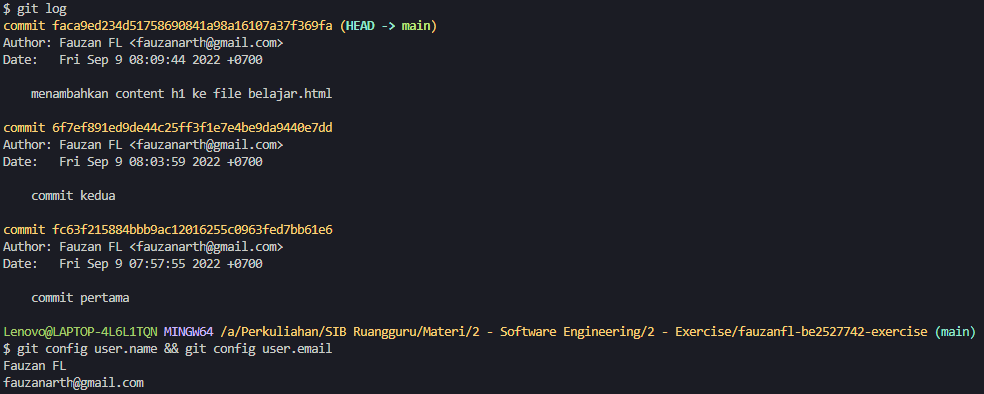 $ git log
commit faca9ed234d51758690841a98a16107a37f369fa (HEAD -> main)
Author: Fauzan FL <fauzanarth@gmail.com>
Date:   Fri Sep 9 08:09:44 2022 +0700
menambahkan content h1 ke file belajar.html
commit 6f7ef891ed9de44c25ff3f1e7e4be9da9440e7dd
Author: Fauzan FL <fauzanarth@gmail.com>
Date:   Fri Sep 9 08:03:59 2022 +0700
commit kedua
commit fc63f215884bbb9ac12016255c0963fed7bb61e6
Author: Fauzan FL <fauzanarth@gmail.com>
Date:   Fri Sep 9 07:57:55 2022 +0700
commit pertama
Lenovo@LAPTOP-4L6L1TQN MINGW64 /a/Perkuliahan/SIB Ruangguru/Materi/2 - Software Engineering/2 - Exercise/fauzanfl-be2527742-exercise (main)
$ git config user.name && git config user.email
Fauzan FL
fauzanarth@gmail.com